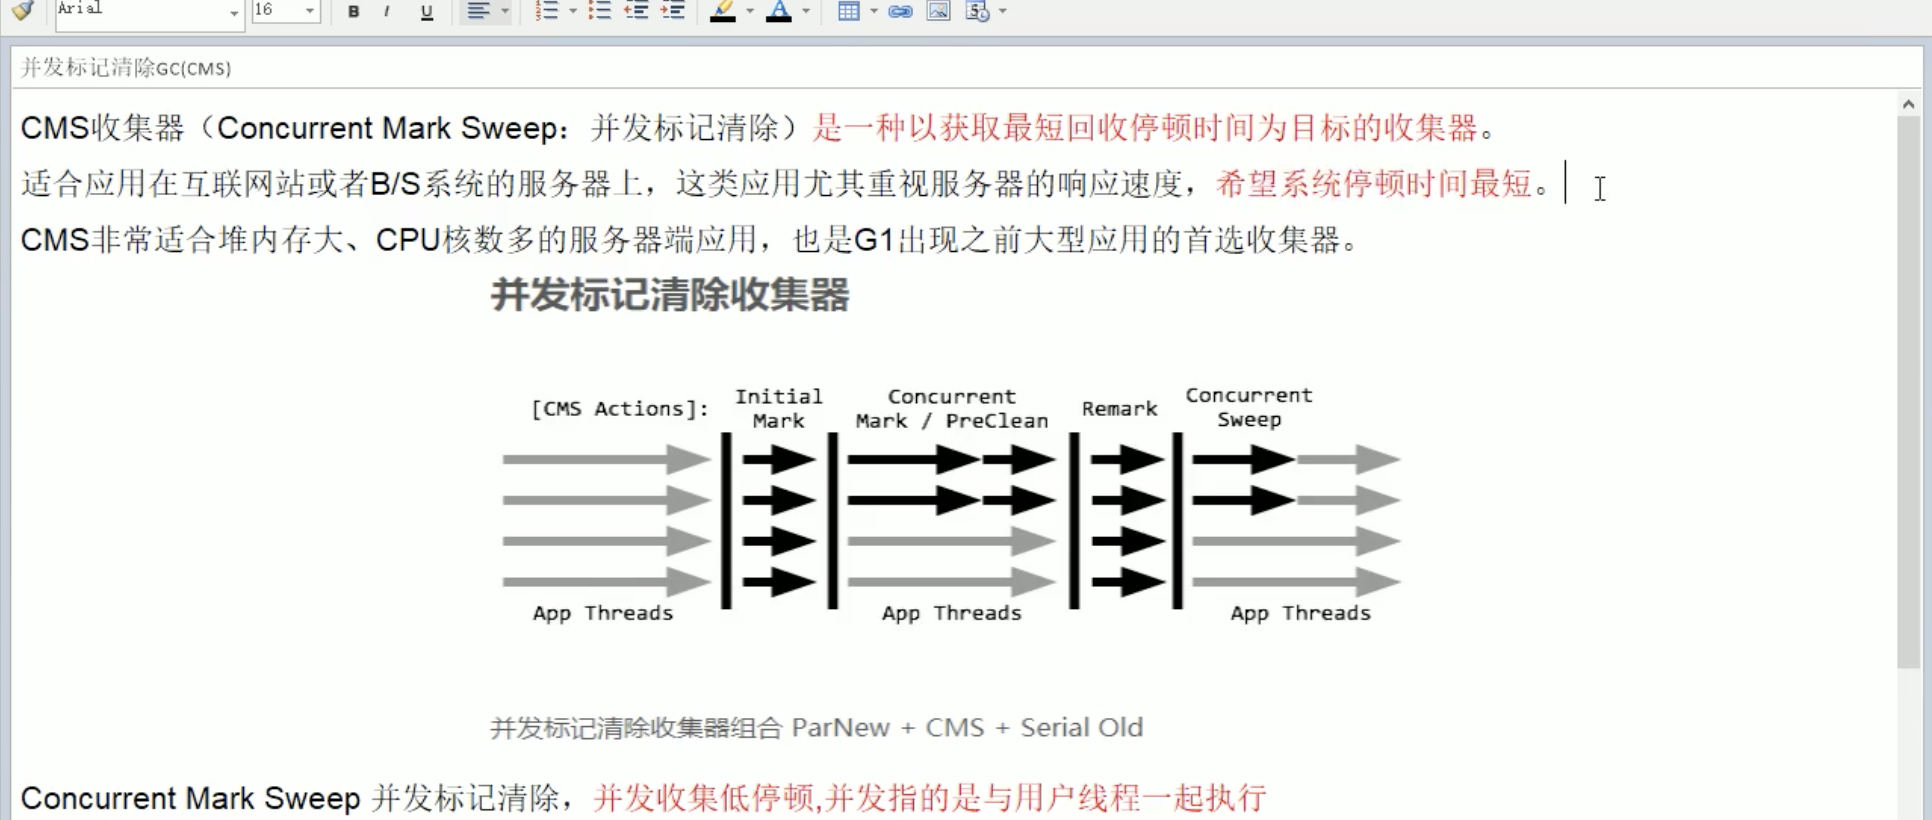 Arial 16 B I U
并发标记清除GC(CMS)
CMS收集器（Concurrent Mark Sweep：并发标记清除）是一种以获取最短回收停顿时间为目标的收集器。
适合应用在互联网站或者B/S系统的服务器上，这类应用尤其重视服务器的响应速度，希望系统停顿时间最短。
CMS非常适合堆内存大、CPU核数多的服务器端应用，也是G1出现之前大型应用的首选收集器。
并发标记清除收集器
[CMS Actions]:
Initial
Mark
Concurrent
Mark / PreClean
Remark
Concurrent
Sweep
App Threads
App Threads
App Threads
并发标记清除收集器组合 ParNew + CMS + Serial Old
Concurrent Mark Sweep 并发标记清除，并发收集低停顿,并发指的是与用户线程一起执行